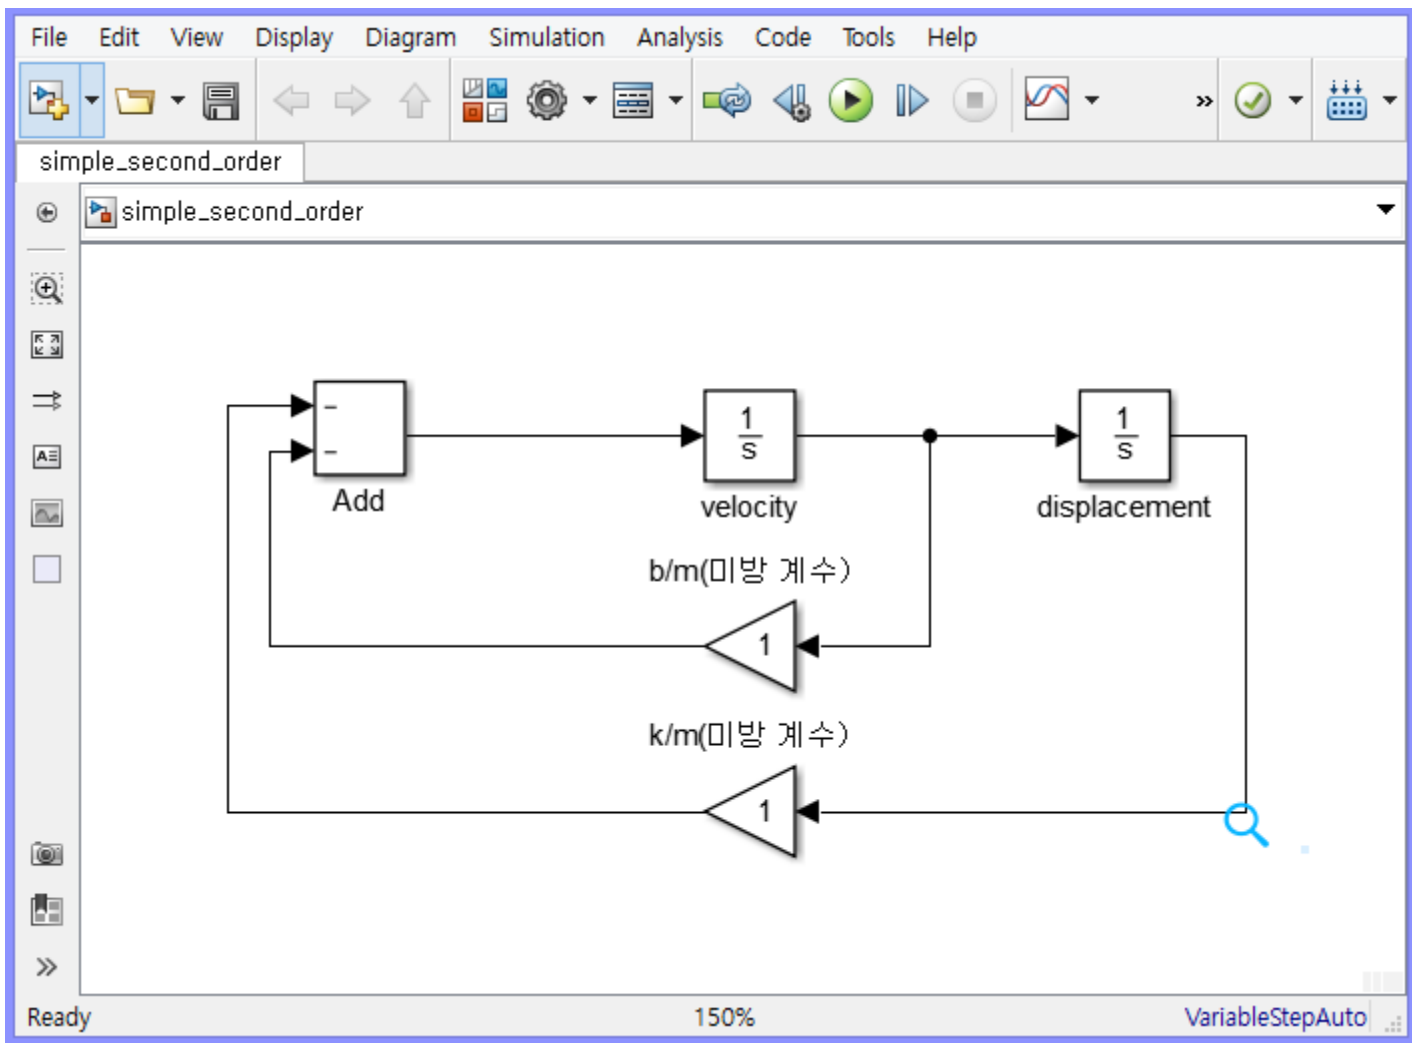 File Edit View Display Diagram Simulation Analysis Code Tools Help
simple_second_order
simple_second_order
−
−
Add
1
s
velocity
1
s
displacement
b/m(미방 계수)
1
k/m(미방 계수)
1
Ready 150% VariableStepAuto